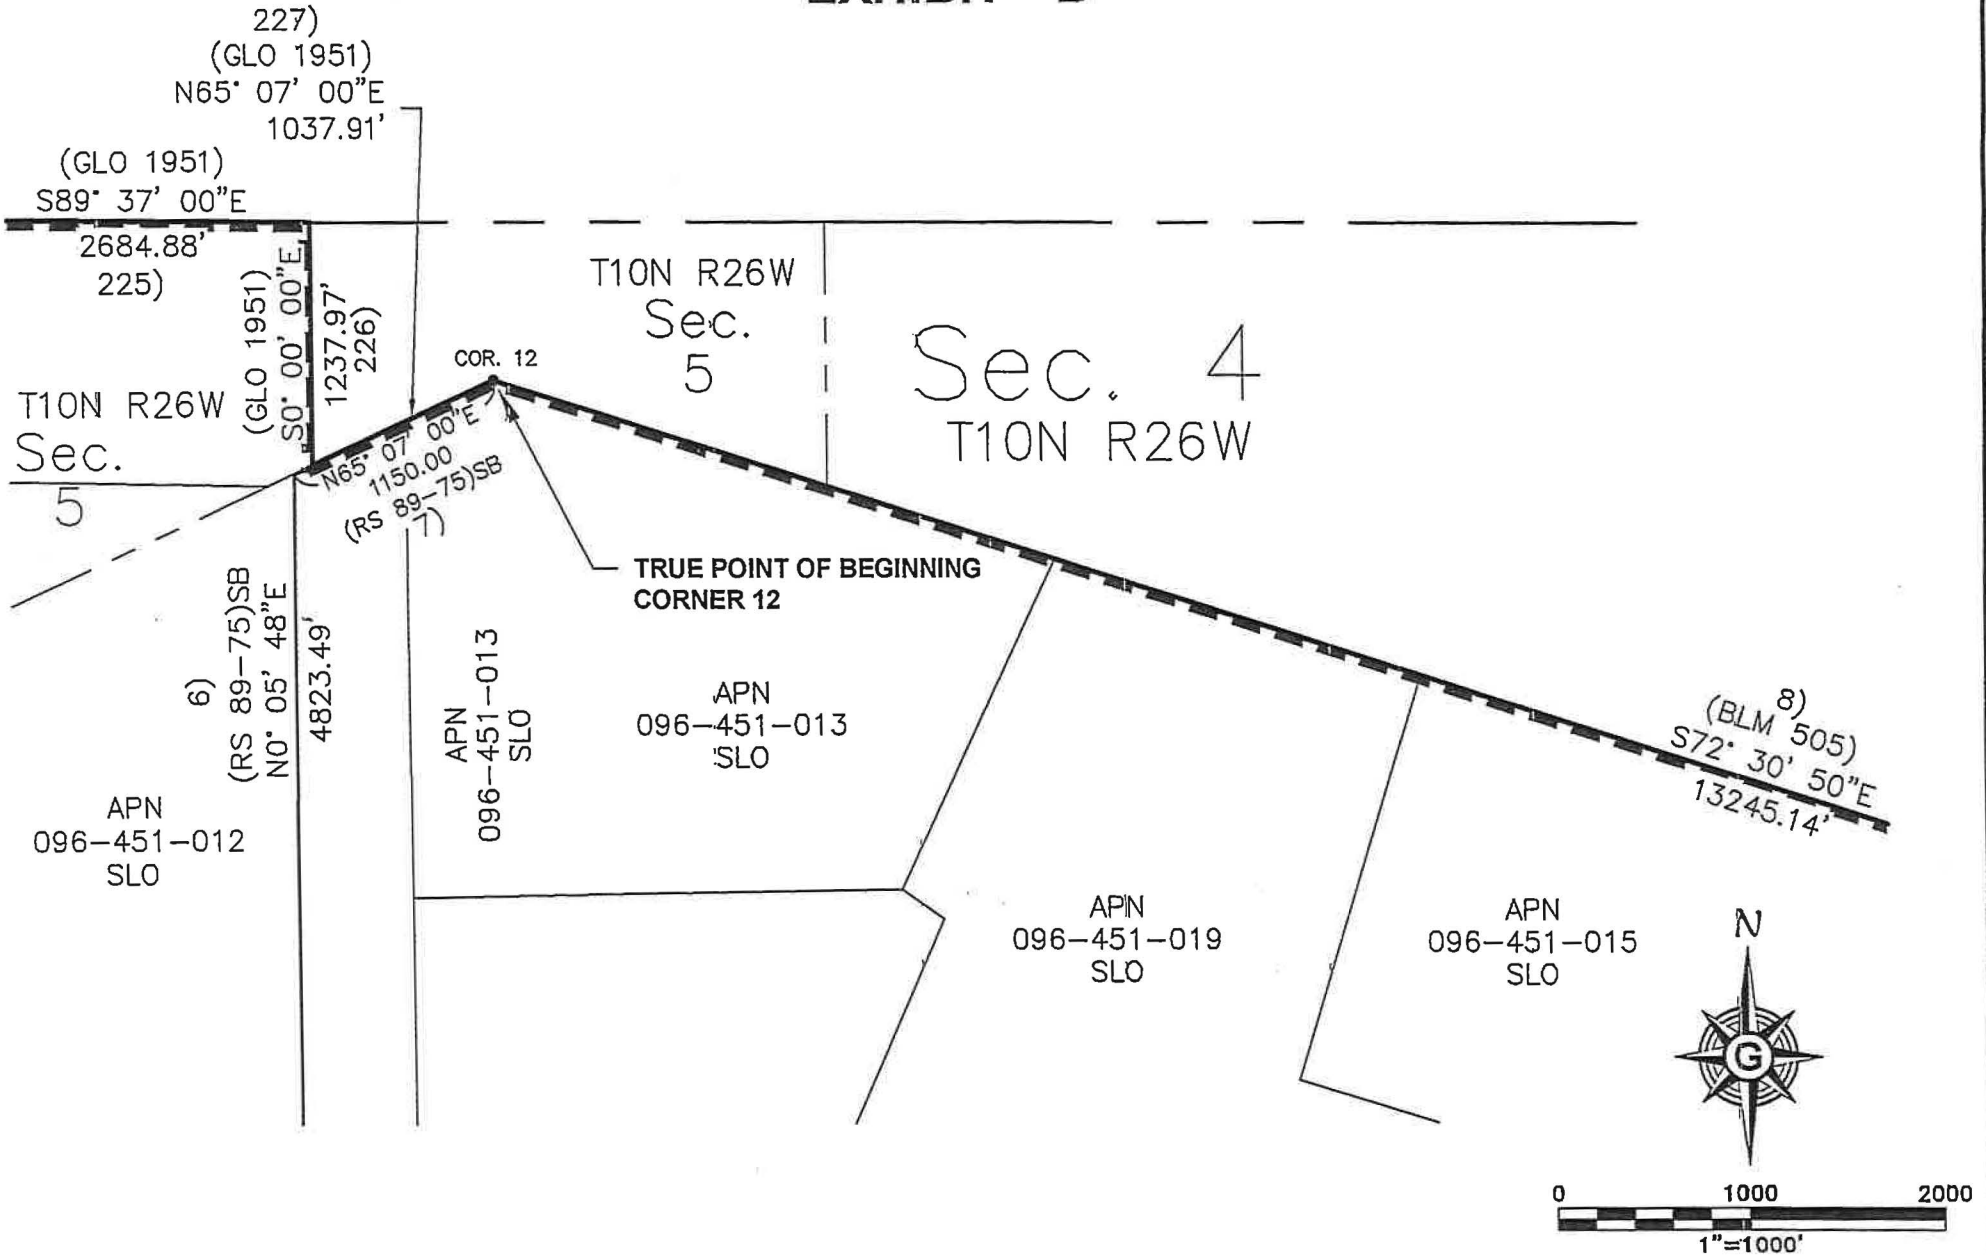 227)
(GLO 1951)
N65° 07' 00"E
1037.91'
(GLO 1951)
S89° 37' 00"E
2684.88'
225)
(GLO 1951)
S0° 00' 00"E
1237.97'
226)
T10N R26W
Sec.
5
COR. 12
T10N R26W
Sec.
5
Sec. 4
T10N R26W
N65° 07' 00"E
1150.00
(RS 89-75)SB
7)
TRUE POINT OF BEGINNING
CORNER 12
6)
(RS 89-75)SB
N0° 05' 48"E
4823.49'
APN
096-451-013
SLO
APN
096-451-013
SLO
8)
(BLM 505)
S72° 30' 50"E
13245.14'
APN
096-451-012
SLO
APN
096-451-019
SLO
APN
096-451-015
SLO
N
G
0 1000 2000
1"=1000'